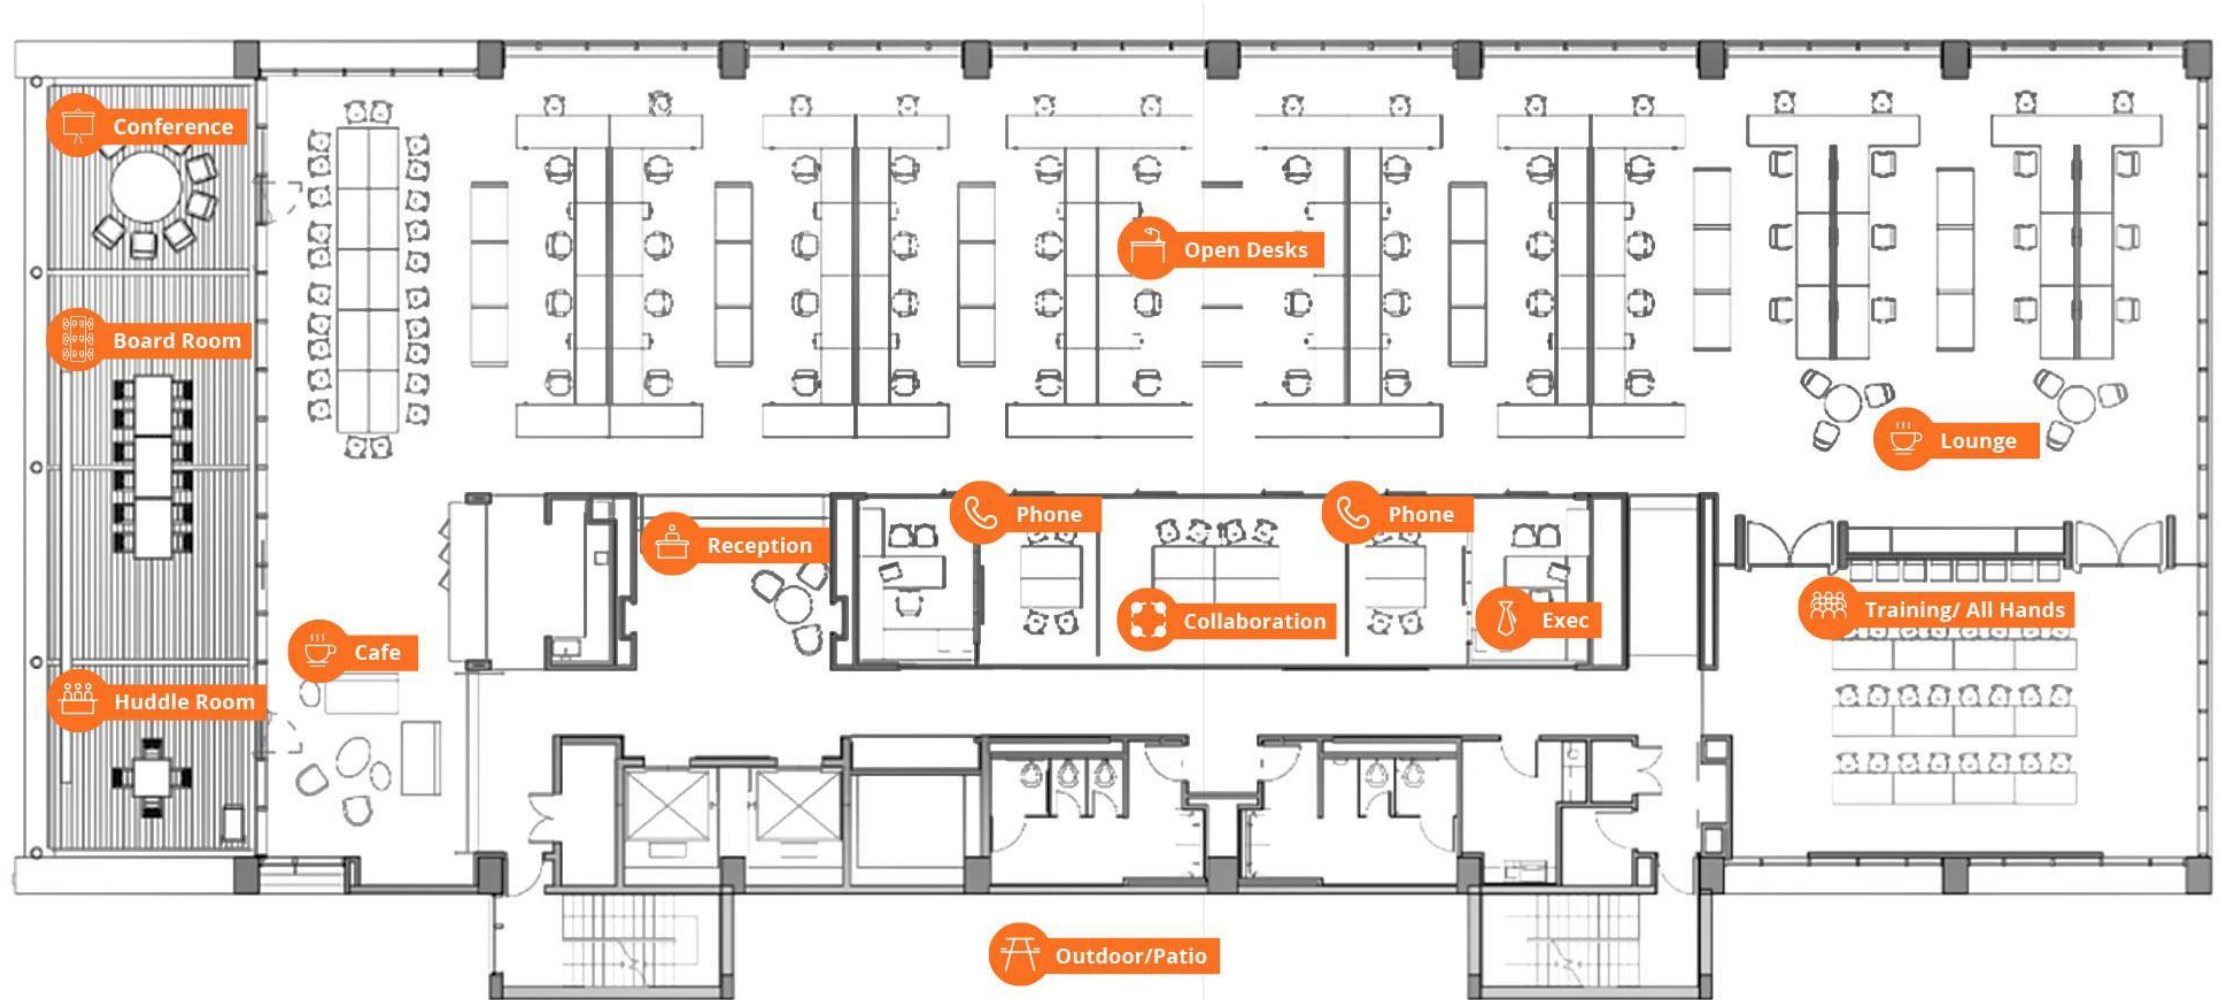 Conference
Open Desks
Board Room
Lounge
Phone
Phone
Reception
Training/ All Hands
Collaboration
Exec
Cafe
Huddle Room
Outdoor/Patio